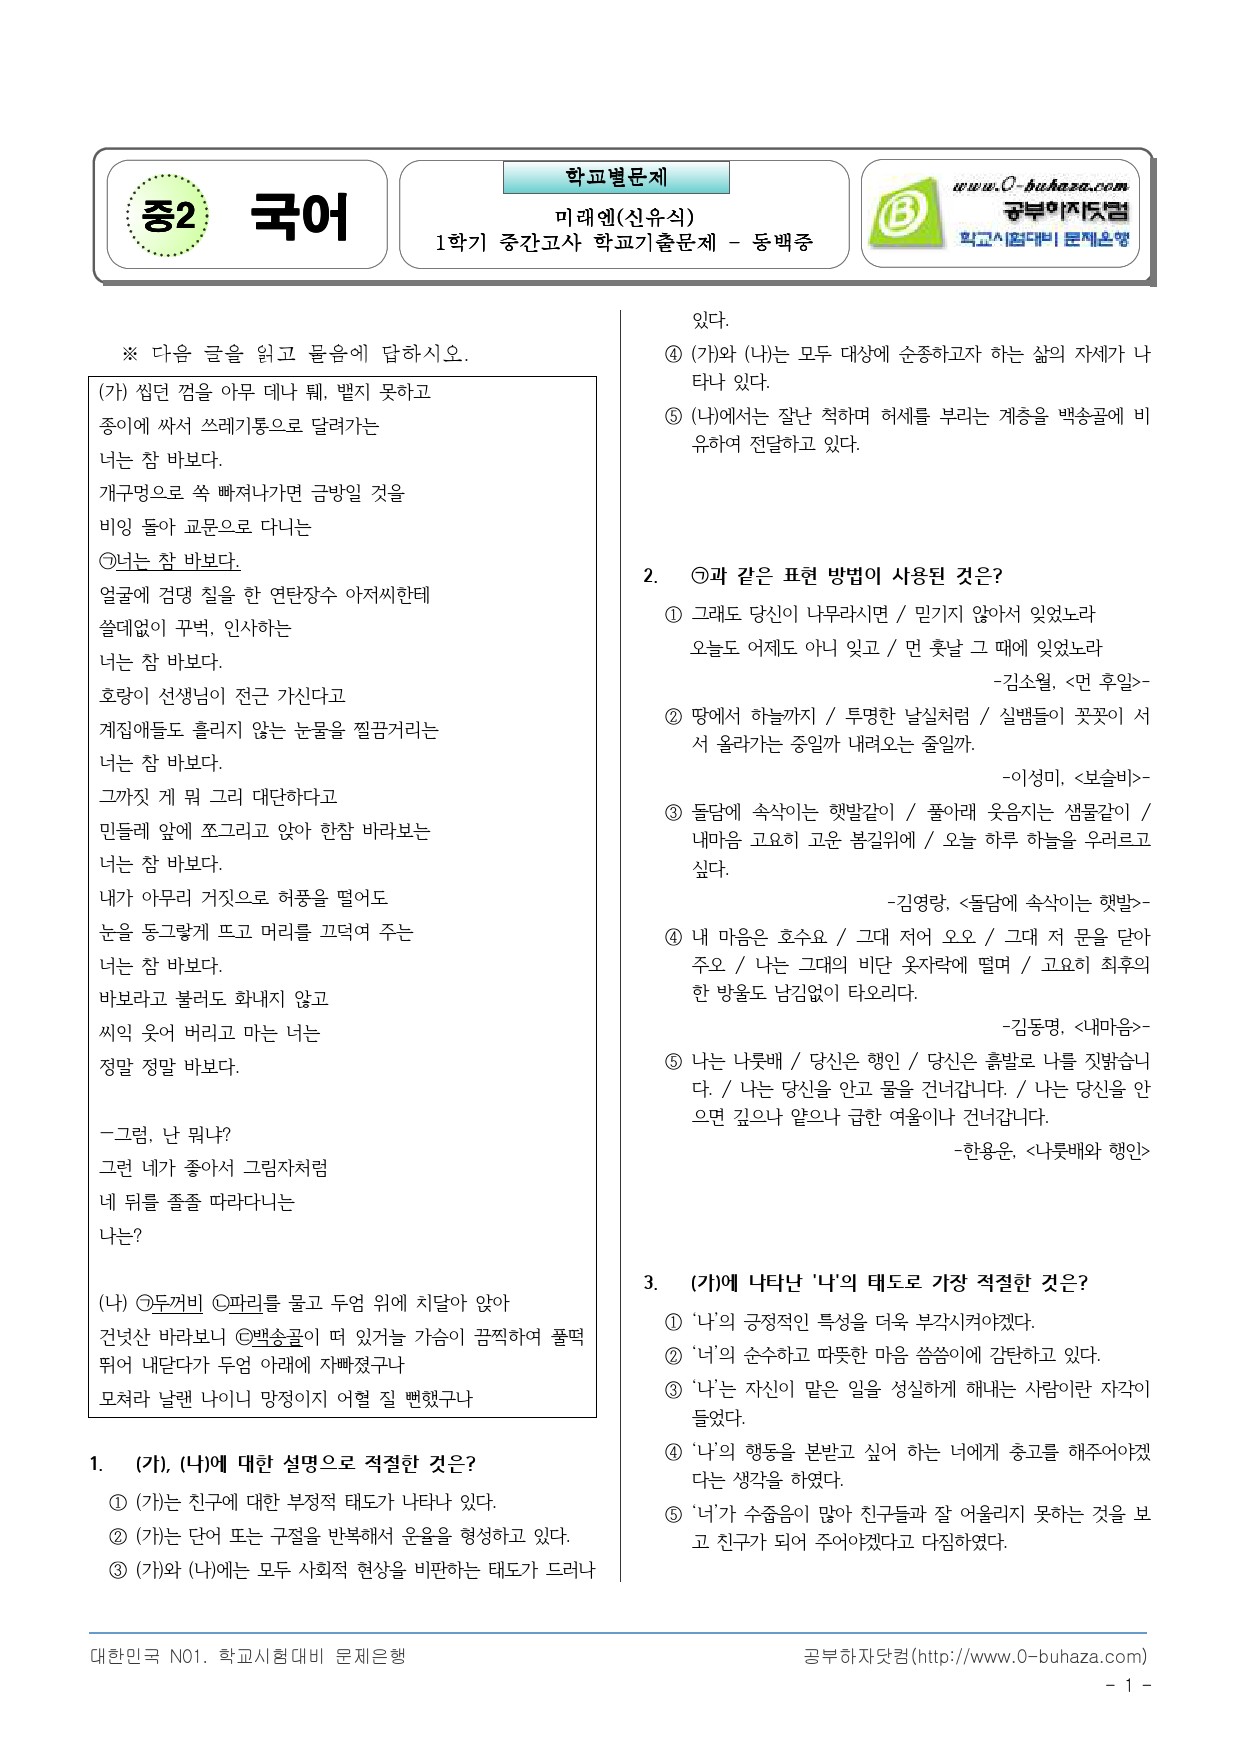 중2
국어
학교별문제
미래엔(신유식)
1학기 중간고사 학교기출문제 - 동백중
www.0-buhaza.com
공부하자닷컴
학교시험대비 문제은행
※ 다음 글을 읽고 물음에 답하시오.
(가) 씹던 껌을 아무 데나 퉤, 뱉지 못하고
종이에 싸서 쓰레기통으로 달려가는
너는 참 바보다.
개구멍으로 쏙 빠져나가면 금방일 것을
비잉 돌아 교문으로 다니는
㉠너는 참 바보다.
얼굴에 검댕 칠을 한 연탄장수 아저씨한테
쓸데없이 꾸벅, 인사하는
너는 참 바보다.
호랑이 선생님이 전근 가신다고
계집애들도 흘리지 않는 눈물을 찔끔거리는
너는 참 바보다.
그까짓 게 뭐 그리 대단하다고
민들레 앞에 쪼그리고 앉아 한참 바라보는
너는 참 바보다.
내가 아무리 거짓으로 허풍을 떨어도
눈을 동그랗게 뜨고 머리를 끄덕여 주는
너는 참 바보다.
바보라고 불러도 화내지 않고
씨익 웃어 버리고 마는 너는
정말 정말 바보다.
—그럼, 난 뭐냐?
그런 네가 좋아서 그림자처럼
네 뒤를 졸졸 따라다니는
나는?
(나) ㉠두꺼비 ㉡파리를 물고 두엄 위에 치달아 앉아
건넛산 바라보니 ㉢백송골이 떠 있거늘 가슴이 끔찍하여 풀떡
뛰어 내닫다가 두엄 아래에 자빠졌구나
모쳐라 날랜 나이니 망정이지 어혈 질 뻔했구나
1. (가), (나)에 대한 설명으로 적절한 것은?
① (가)는 친구에 대한 부정적 태도가 나타나 있다.
② (가)는 단어 또는 구절을 반복해서 운율을 형성하고 있다.
③ (가)와 (나)에는 모두 사회적 현상을 비판하는 태도가 드러나
있다.
④ (가)와 (나)는 모두 대상에 순종하고자 하는 삶의 자세가 나
타나 있다.
⑤ (나)에서는 잘난 척하며 허세를 부리는 계층을 백송골에 비
유하여 전달하고 있다.
2. ㉠과 같은 표현 방법이 사용된 것은?
① 그래도 당신이 나무라시면 / 믿기지 않아서 잊었노라
오늘도 어제도 아니 잊고 / 먼 훗날 그 때에 잊었노라
-김소월, <먼 후일>-
② 땅에서 하늘까지 / 투명한 날실처럼 / 실뱀들이 꼿꼿이 서
서 올라가는 중일까 내려오는 줄일까.
-이성미, <보슬비>-
③ 돌담에 속삭이는 햇발같이 / 풀아래 웃음지는 샘물같이 /
내마음 고요히 고운 봄길위에 / 오늘 하루 하늘을 우러르고
싶다.
-김영랑, <돌담에 속삭이는 햇발>-
④ 내 마음은 호수요 / 그대 저어 오오 / 그대 저 문을 닫아
주오 / 나는 그대의 비단 옷자락에 떨며 / 고요히 최후의
한 방울도 남김없이 타오리다.
-김동명, <내마음>-
⑤ 나는 나룻배 / 당신은 행인 / 당신은 흙발로 나를 짓밟습니
다. / 나는 당신을 안고 물을 건너갑니다. / 나는 당신을 안
으면 깊으나 얕으나 급한 여울이나 건너갑니다.
-한용운, <나룻배와 행인>
3. (가)에 나타난 '나'의 태도로 가장 적절한 것은?
① ‘나’의 긍정적인 특성을 더욱 부각시켜야겠다.
② ‘너’의 순수하고 따뜻한 마음 씀씀이에 감탄하고 있다.
③ ‘나’는 자신이 맡은 일을 성실하게 해내는 사람이란 자각이
들었다.
④ ‘나’의 행동을 본받고 싶어 하는 너에게 충고를 해주어야겠
다는 생각을 하였다.
⑤ ‘너’가 수줍음이 많아 친구들과 잘 어울리지 못하는 것을 보
고 친구가 되어 주어야겠다고 다짐하였다.
대한민국 N01. 학교시험대비 문제은행
공부하자닷컴(http://www.0-buhaza.com)
- 1 -